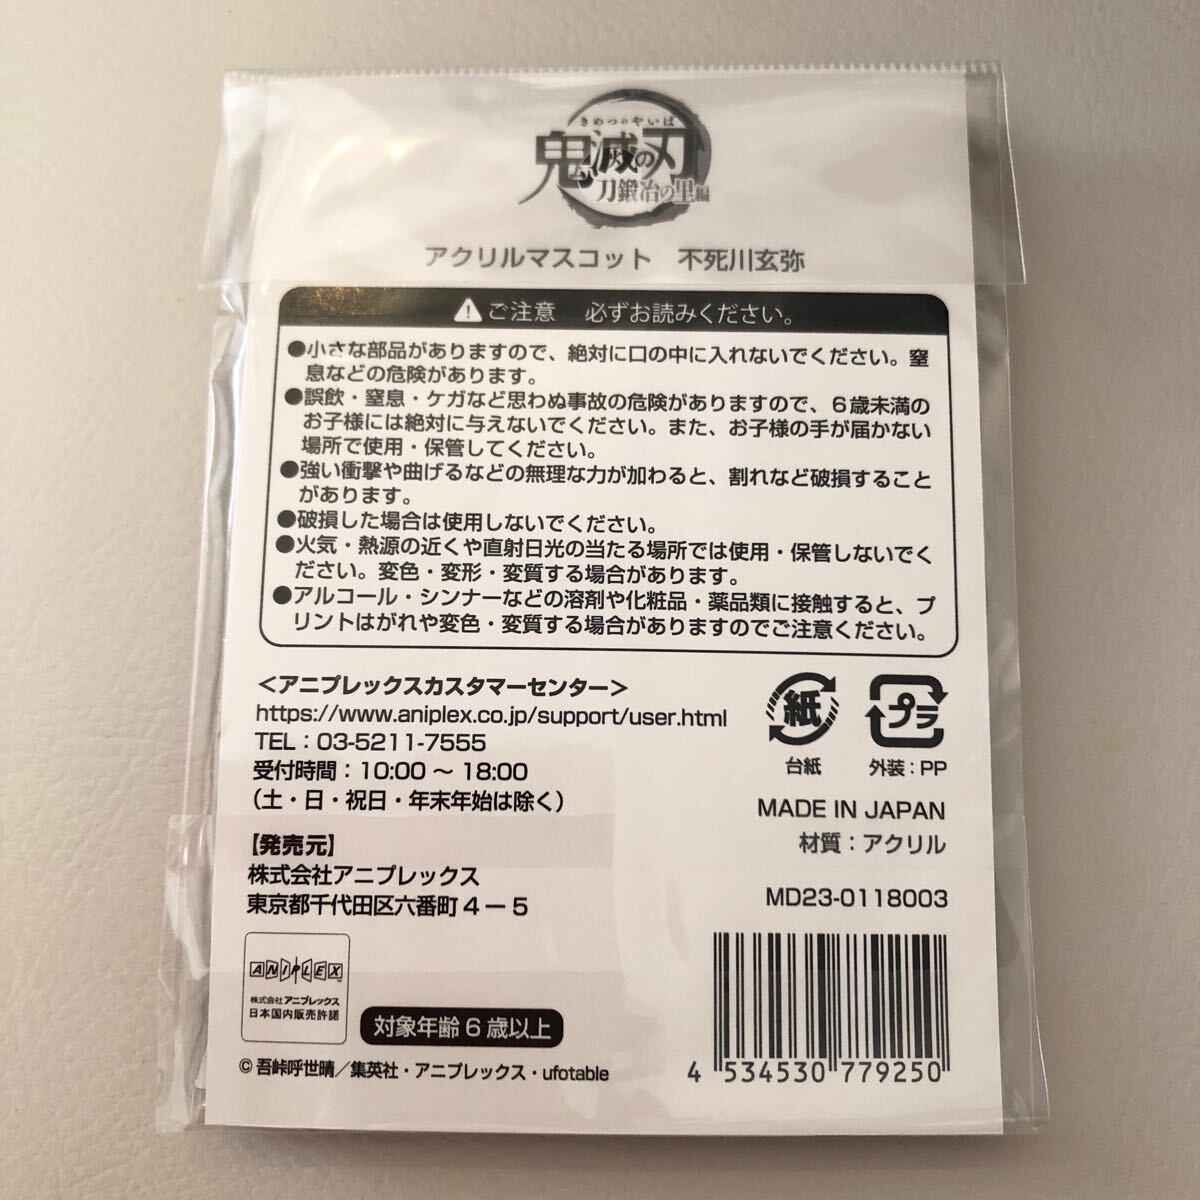 きめつのやいば
鬼滅の刃
刀鍛冶の里編
アクリルマスコット　不死川玄弥
ご注意　必ずお読みください。
●小さな部品がありますので、絶対に口の中に入れないでください。窒
息などの危険があります。
●誤飲・窒息・ケガなど思わぬ事故の危険がありますので、6歳未満の
お子様には絶対に与えないでください。また、お子様の手が届かない
場所で使用・保管してください。
●強い衝撃や曲げるなどの無理な力が加わると、割れなど破損すること
があります。
●破損した場合は使用しないでください。
●火気・熱源の近くや直射日光の当たる場所では使用・保管しないでく
ださい。変色・変形・変質する場合があります。
●アルコール・シンナーなどの溶剤や化粧品・薬品類に接触すると、プ
リントはがれや変色・変質する場合がありますのでご注意ください。
＜アニプレックスカスタマーセンター＞
https://www.aniplex.co.jp/support/user.html
TEL：03-5211-7555
受付時間：10:00 〜 18:00
（土・日・祝日・年末年始は除く）
紙
台紙
プラ
外装：PP
MADE IN JAPAN
材質：アクリル
【発売元】
株式会社アニプレックス
東京都千代田区六番町4－5
MD23-0118003
ANIPLEX
株式会社アニプレックス
日本国内販売許諾
対象年齢6歳以上
© 吾峠呼世晴／集英社・アニプレックス・ufotable
4 534530 779250